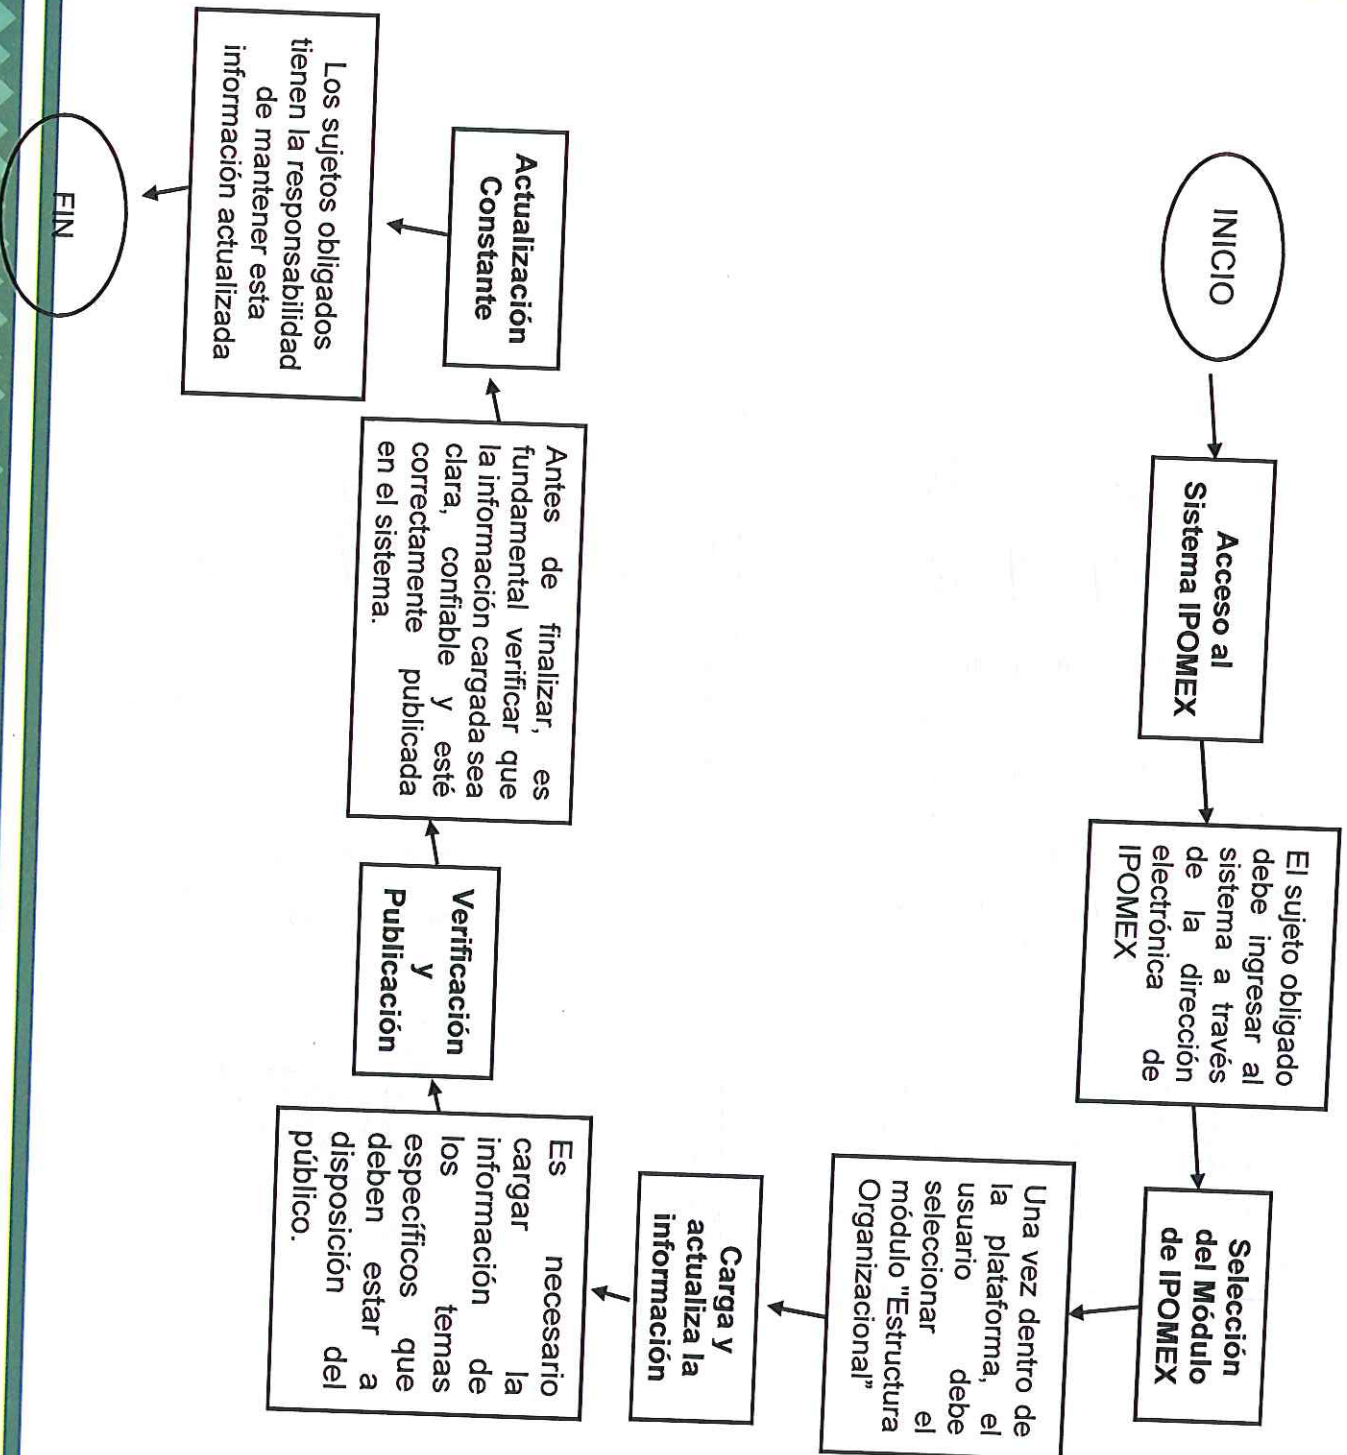 INICIO
Acceso al
Sistema IPOMEX
El sujeto obligado
debe ingresar al
sistema a través
de la dirección
electrónica de
IPOMEX
Selección
del Módulo
de IPOMEX
Una vez dentro de
la plataforma, el
usuario debe
seleccionar el
módulo "Estructura
Organizacional"
Carga y
actualiza la
información
Es necesario
cargar la
información de
los temas
específicos que
deben estar a
disposición del
público.
Verificación
y
Publicación
Antes de finalizar, es
fundamental verificar que
la información cargada sea
clara, confiable y esté
correctamente publicada
en el sistema.
Actualización
Constante
Los sujetos obligados
tienen la responsabilidad
de mantener esta
información actualizada
FIN